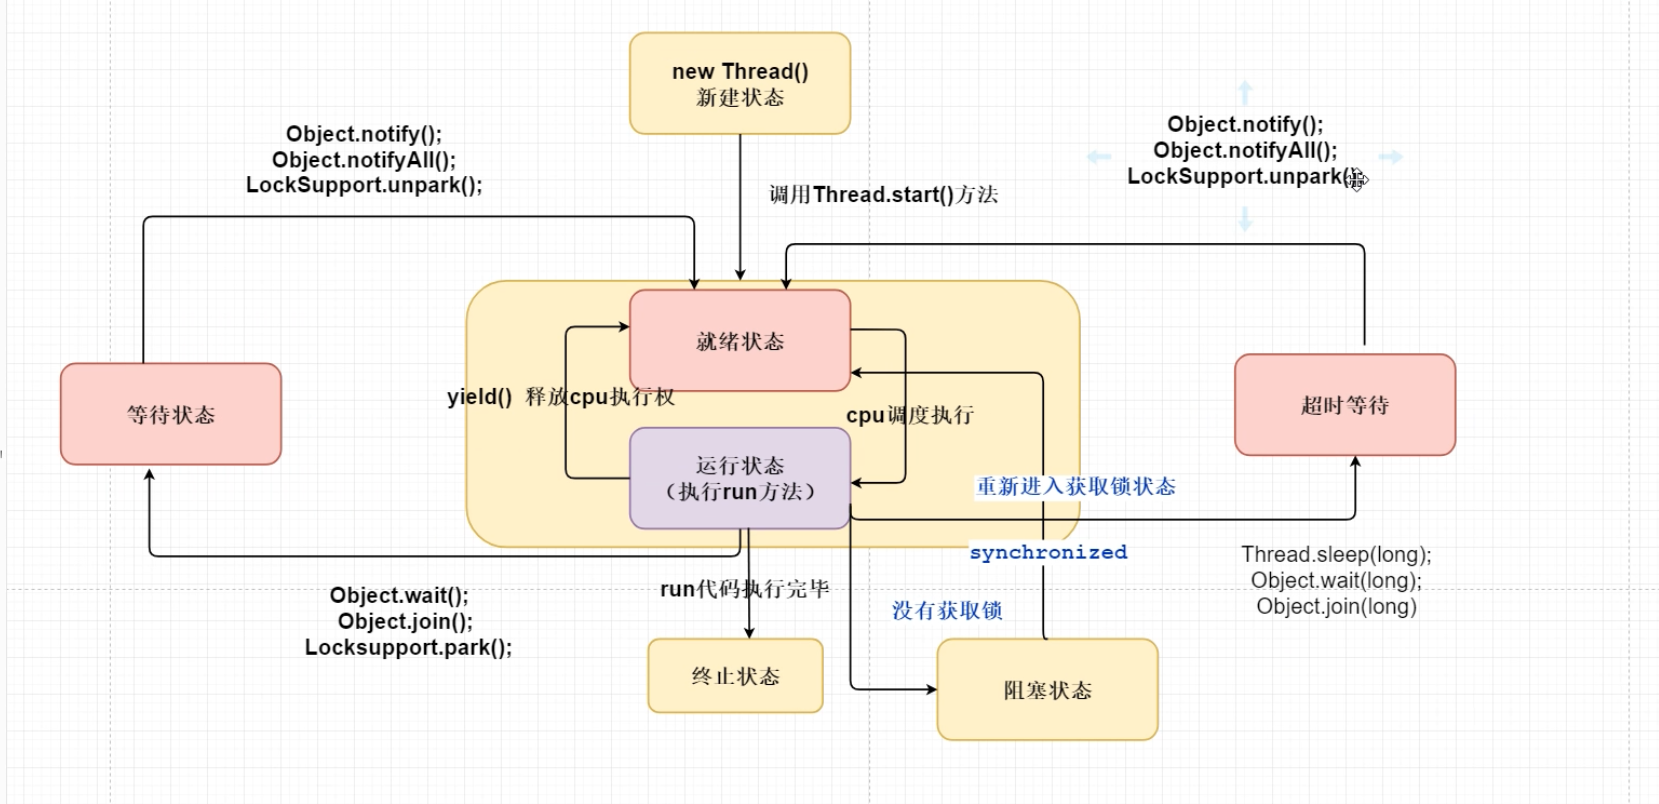 new Thread()
新建状态
Object.notify();
Object.notifyAll();
LockSupport.unpark();
Object.notify();
Object.notifyAll();
LockSupport.unpark();
调用Thread.start()方法
就绪状态
等待状态
yield() 释放cpu执行权
cpu调度执行
超时等待
运行状态
（执行run方法）
重新进入获取锁状态
synchronized
Thread.sleep(long);
Object.wait(long);
Object.join(long)
Object.wait();
Object.join();
Locksupport.park();
run代码执行完毕
没有获取锁
终止状态
阻塞状态